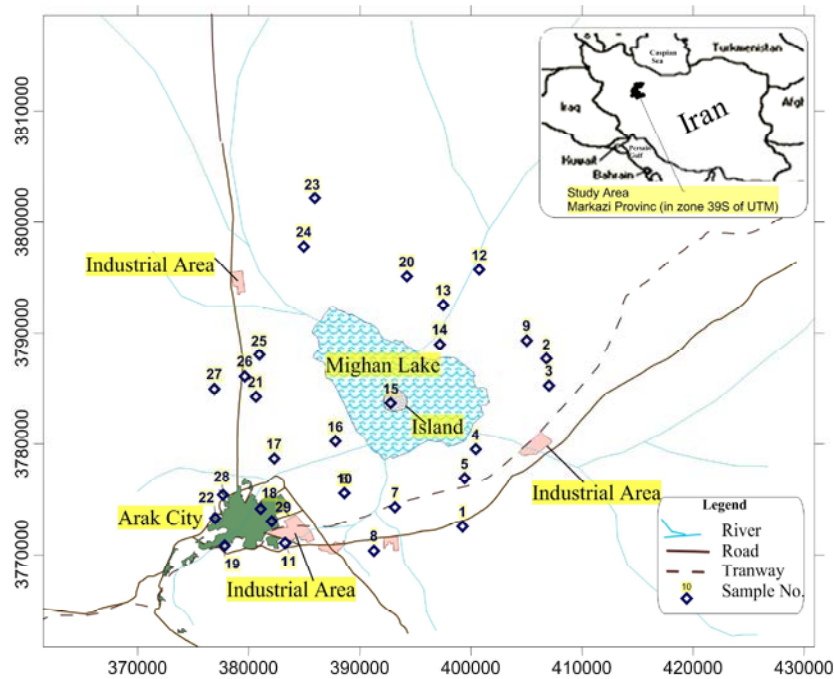 Caspian
Sea
Turkmenistan
Iraq
Iran
Afgh
Persain
Gulf
Kuwait
Bahrain
Study Area
Markazi Provinc (in zone 39S of UTM)
3810000
3800000
3790000
3780000
3770000
23
24
20
12
Industrial Area
13
14
9
2
3
25
26
27
21
Mighan Lake
15
Island
16
17
4
5
28
22
18
29
Arak City
10
7
1
8
19
11
Industrial Area
Industrial Area
Legend
River
Road
Tranway
10
Sample No.
370000
380000
390000
400000
410000
420000
430000